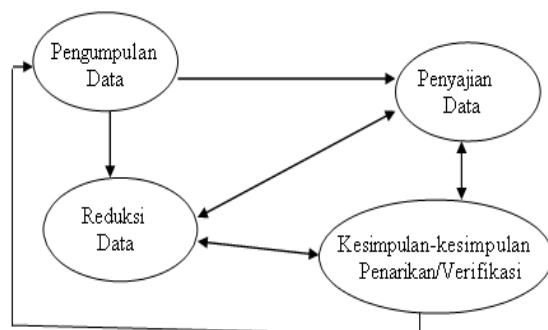 Pengumpulan
Data
Penyajian
Data
Reduksi
Data
Kesimpulan-kesimpulan
Penarikan/Verifikasi